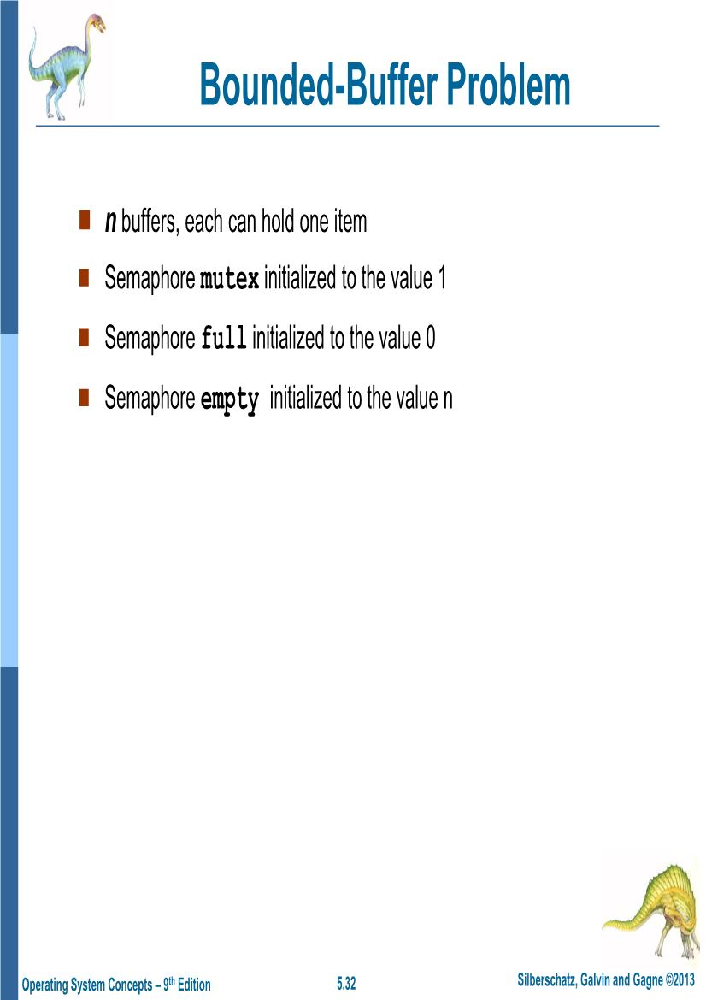 Bounded-Buffer Problem
n buffers, each can hold one item
Semaphore mutex initialized to the value 1
Semaphore full initialized to the value 0
Semaphore empty initialized to the value n
Operating System Concepts – 9th Edition
5.32
Silberschatz, Galvin and Gagne ©2013